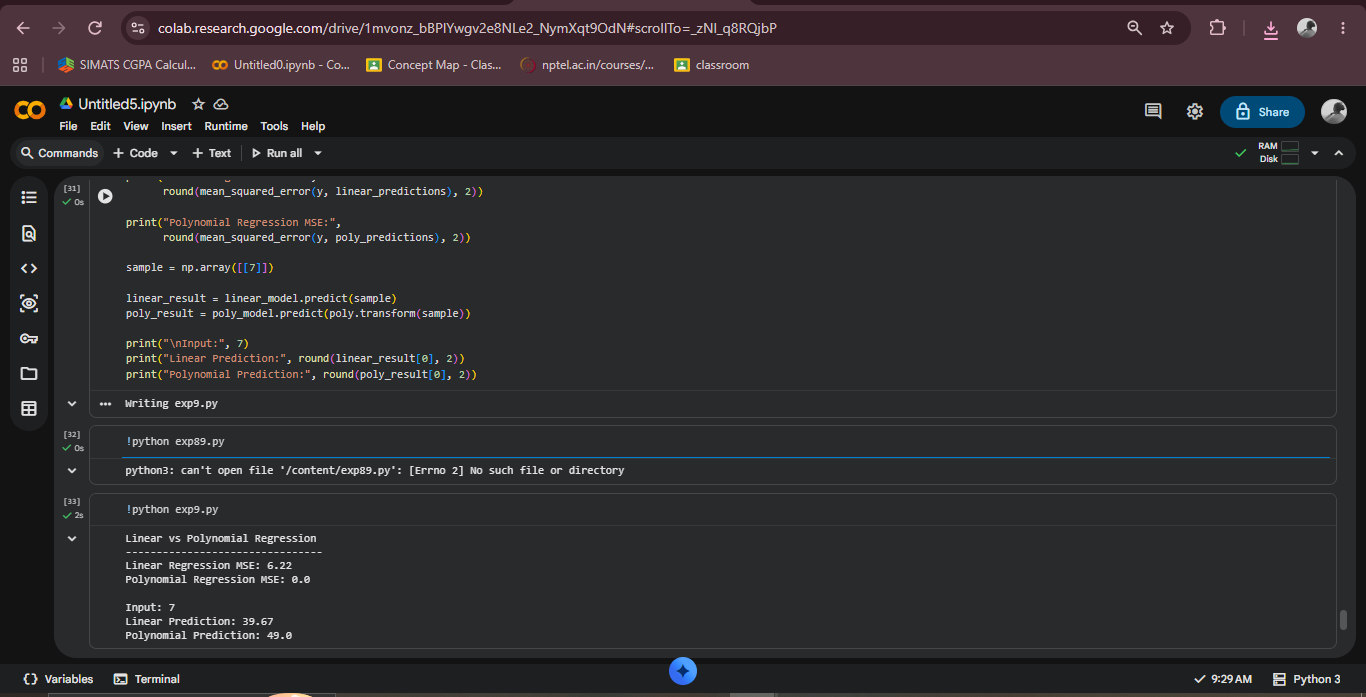 colab.research.google.com/drive/1mvonz_bBPIYwgv2e8NLe2_NymXqt9OdN#scrollTo=_zNI_q8RQjbP
SIMATS CGPA Calcul...
Untitled0.ipynb - Co...
Concept Map - Clas...
nptel.ac.in/courses/...
classroom
Untitled5.ipynb
File Edit View Insert Runtime Tools Help
Share
Commands + Code + Text Run all
RAM
Disk
[31]
0s
round(mean_squared_error(y, linear_predictions), 2))
print("Polynomial Regression MSE:",
round(mean_squared_error(y, poly_predictions), 2))
sample = np.array([[7]])
linear_result = linear_model.predict(sample)
poly_result = poly_model.predict(poly.transform(sample))
print("\nInput:", 7)
print("Linear Prediction:", round(linear_result[0], 2))
print("Polynomial Prediction:", round(poly_result[0], 2))
Writing exp9.py
[32]
0s
!python exp89.py
python3: can't open file '/content/exp89.py': [Errno 2] No such file or directory
[33]
2s
!python exp9.py
Linear vs Polynomial Regression
--------------------------------
Linear Regression MSE: 6.22
Polynomial Regression MSE: 0.0
Input: 7
Linear Prediction: 39.67
Polynomial Prediction: 49.0
Variables
Terminal
9:29 AM
Python 3